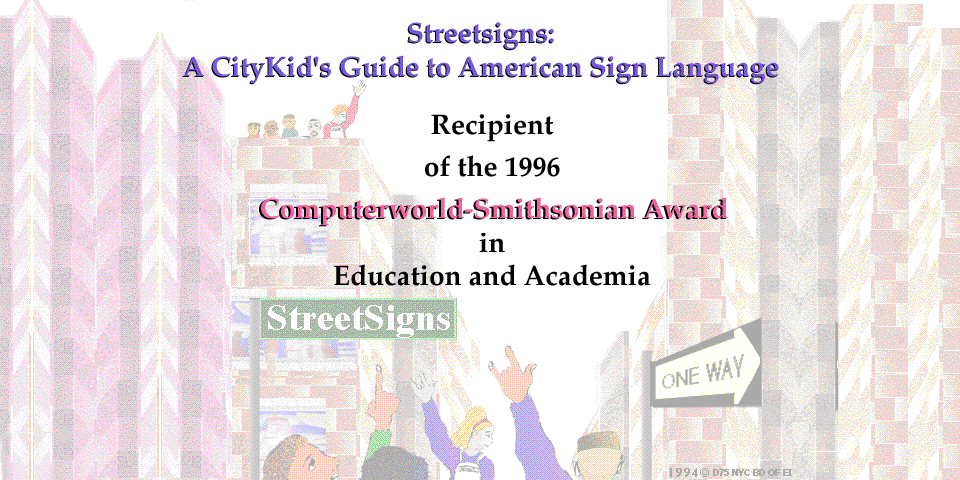 Streetsigns:
A CityKid's Guide to American Sign Language
Recipient
of the 1996
Computerworld-Smithsonian Award
in
Education and Academia
StreetSigns
ONE WAY
1994© D75 NYC BD OF ET